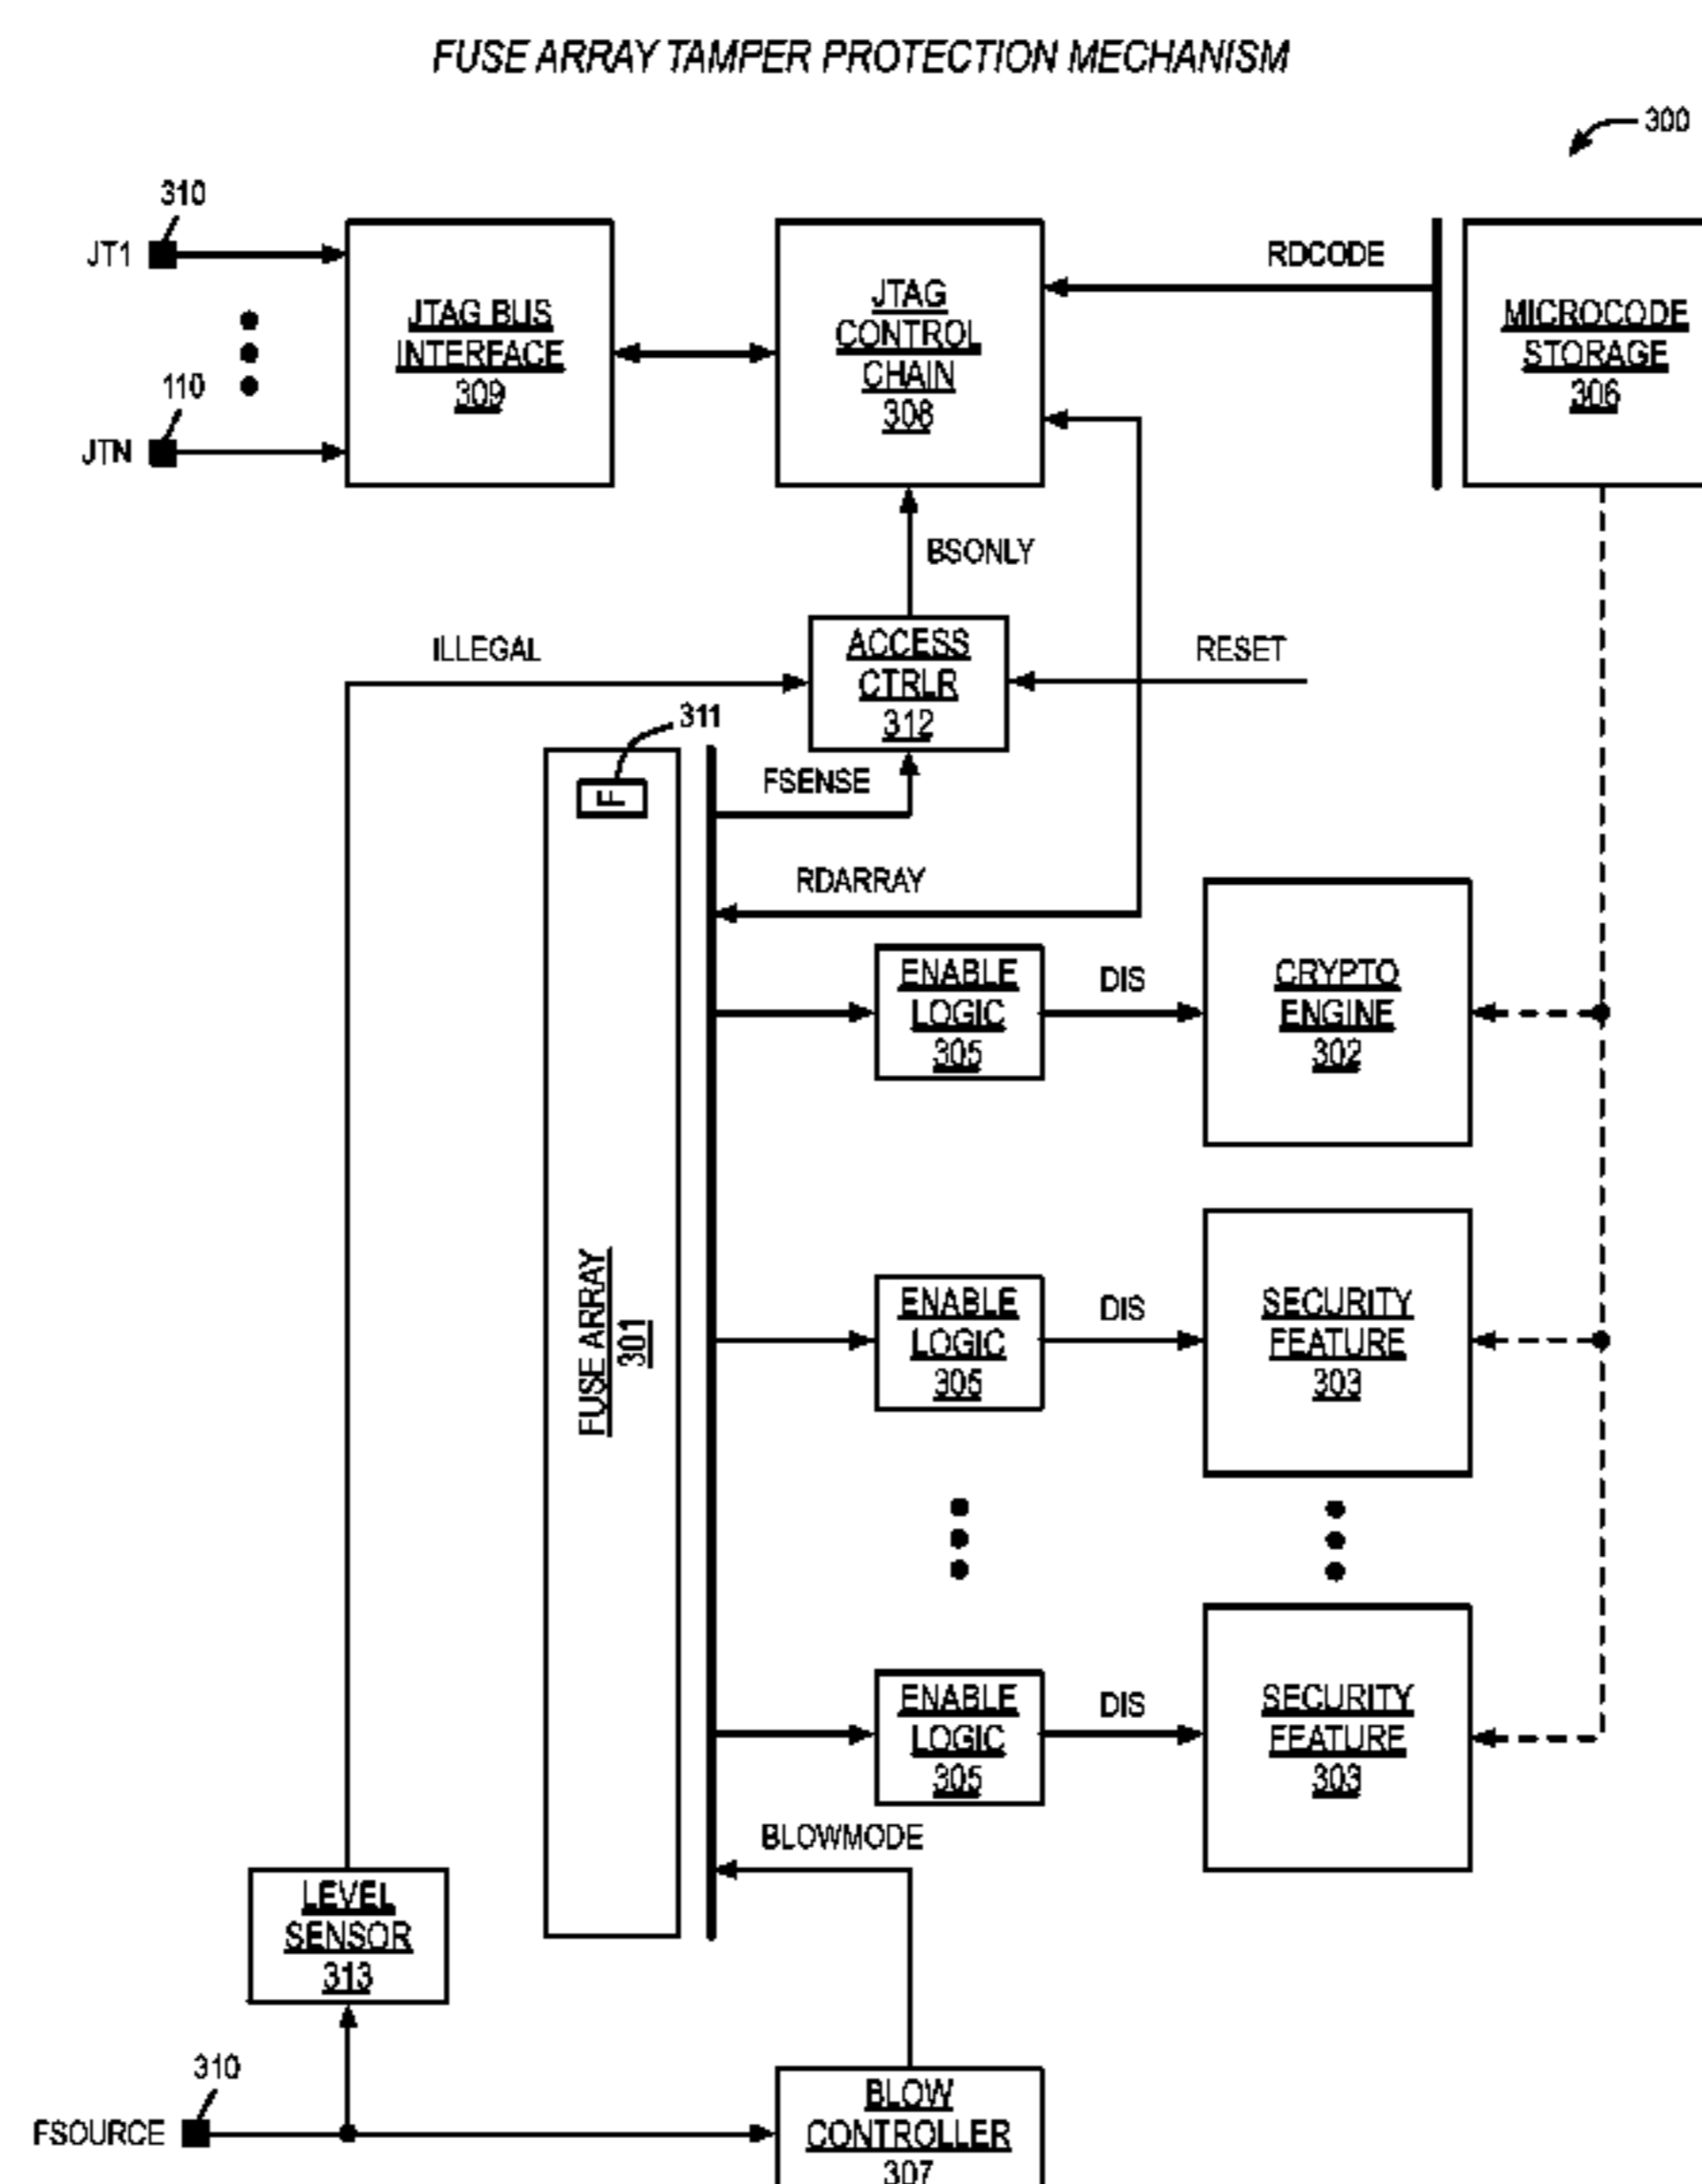 FUSE ARRAY TAMPER PROTECTION MECHANISM
300
310
JT1
110
JTN
JTAG BUS
INTERFACE
309
JTAG
CONTROL
CHAIN
308
RDCODE
MICROCODE
STORAGE
306
BSONLY
ILLEGAL
ACCESS
CTRLR
312
RESET
311
F
FSENSE
RDARRAY
FUSE ARRAY
301
ENABLE
LOGIC
305
DIS
CRYPTO
ENGINE
302
ENABLE
LOGIC
305
DIS
SECURITY
FEATURE
303
ENABLE
LOGIC
305
DIS
SECURITY
FEATURE
303
BLOWMODE
LEVEL
SENSOR
313
310
FSOURCE
BLOW
CONTROLLER
307